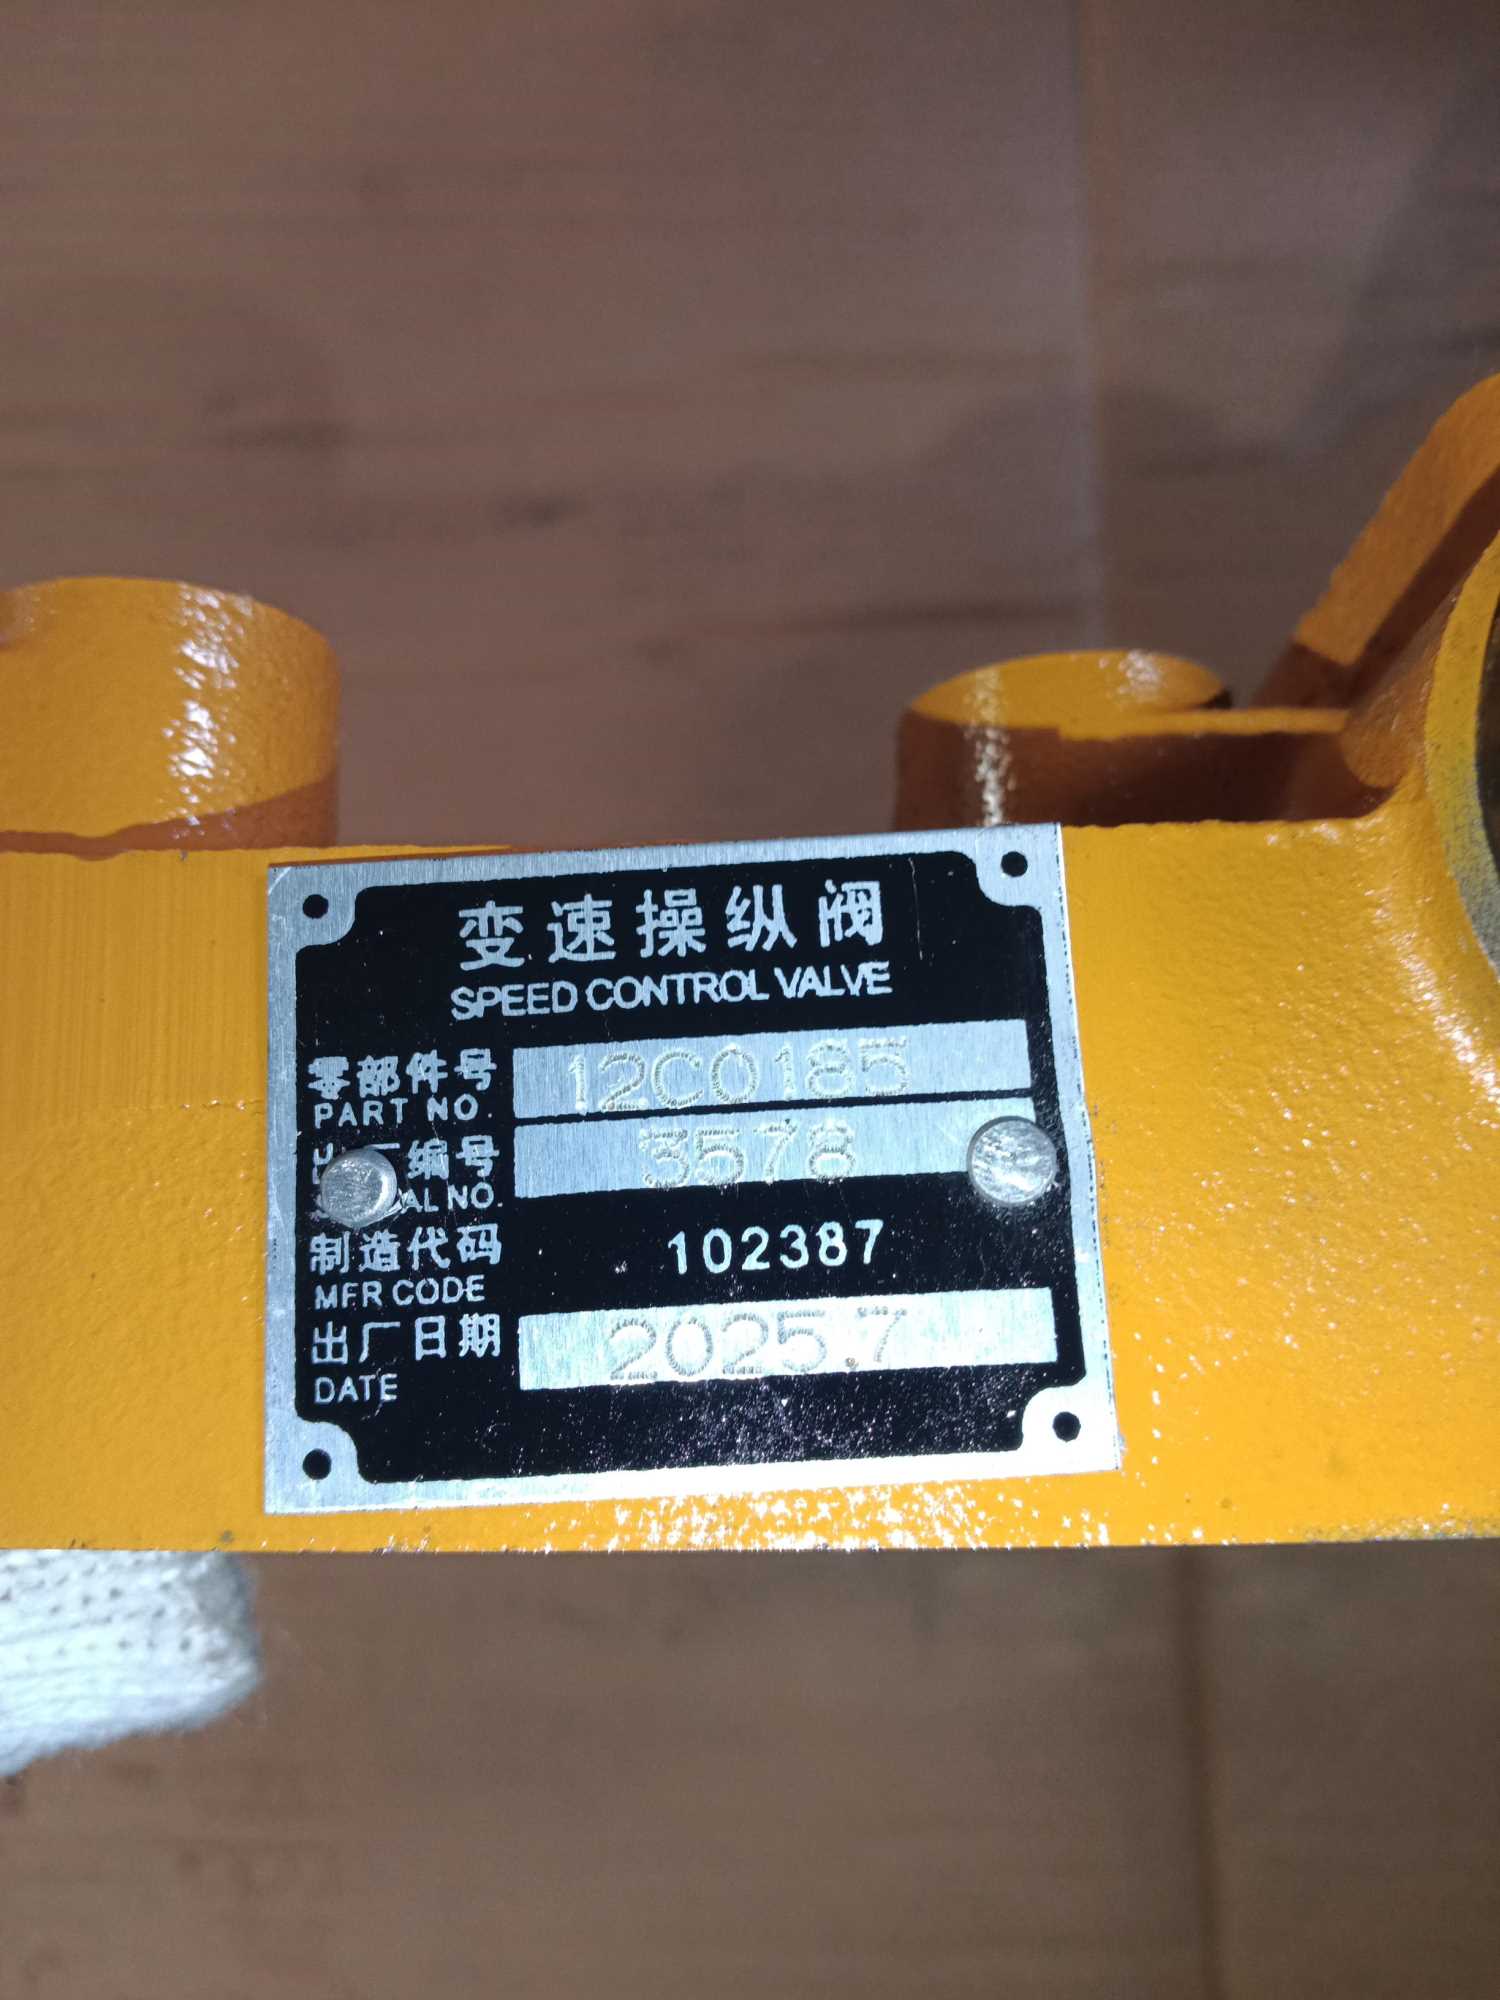 变速操纵阀
SPEED CONTROL VALVE
零部件号 12C0185
PART NO.
编号 3578
NO.
制造代码 102387
MFR CODE
出厂日期 2025.7
DATE